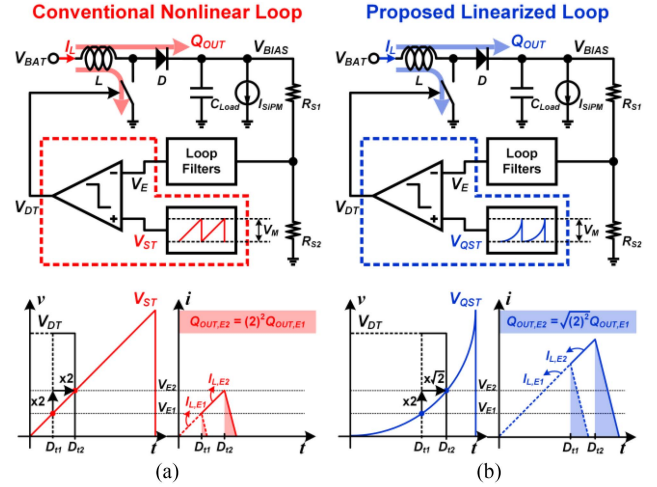 Conventional Nonlinear Loop
V_BAT
I_L
Q_OUT
V_BIAS
L
D
C_Load
I_SiPM
R_S1
Loop
Filters
V_E
V_DT
V_ST
V_M
R_S2
v
V_ST
V_DT
x2
x2
V_E2
V_E1
D_t1
D_t2
t
i
Q_OUT,E2 = (2)²Q_OUT,E1
I_L,E2
I_L,E1
D_t1
D_t2
t
(a)
Proposed Linearized Loop
V_BAT
I_L
Q_OUT
V_BIAS
L
D
C_Load
I_SiPM
R_S1
Loop
Filters
V_E
V_DT
V_QST
V_M
R_S2
v
V_QST
V_DT
x√2
x2
V_E2
V_E1
D_t1
D_t2
t
i
Q_OUT,E2 = √(2)²Q_OUT,E1
I_L,E2
I_L,E1
D_t1
D_t2
t
(b)